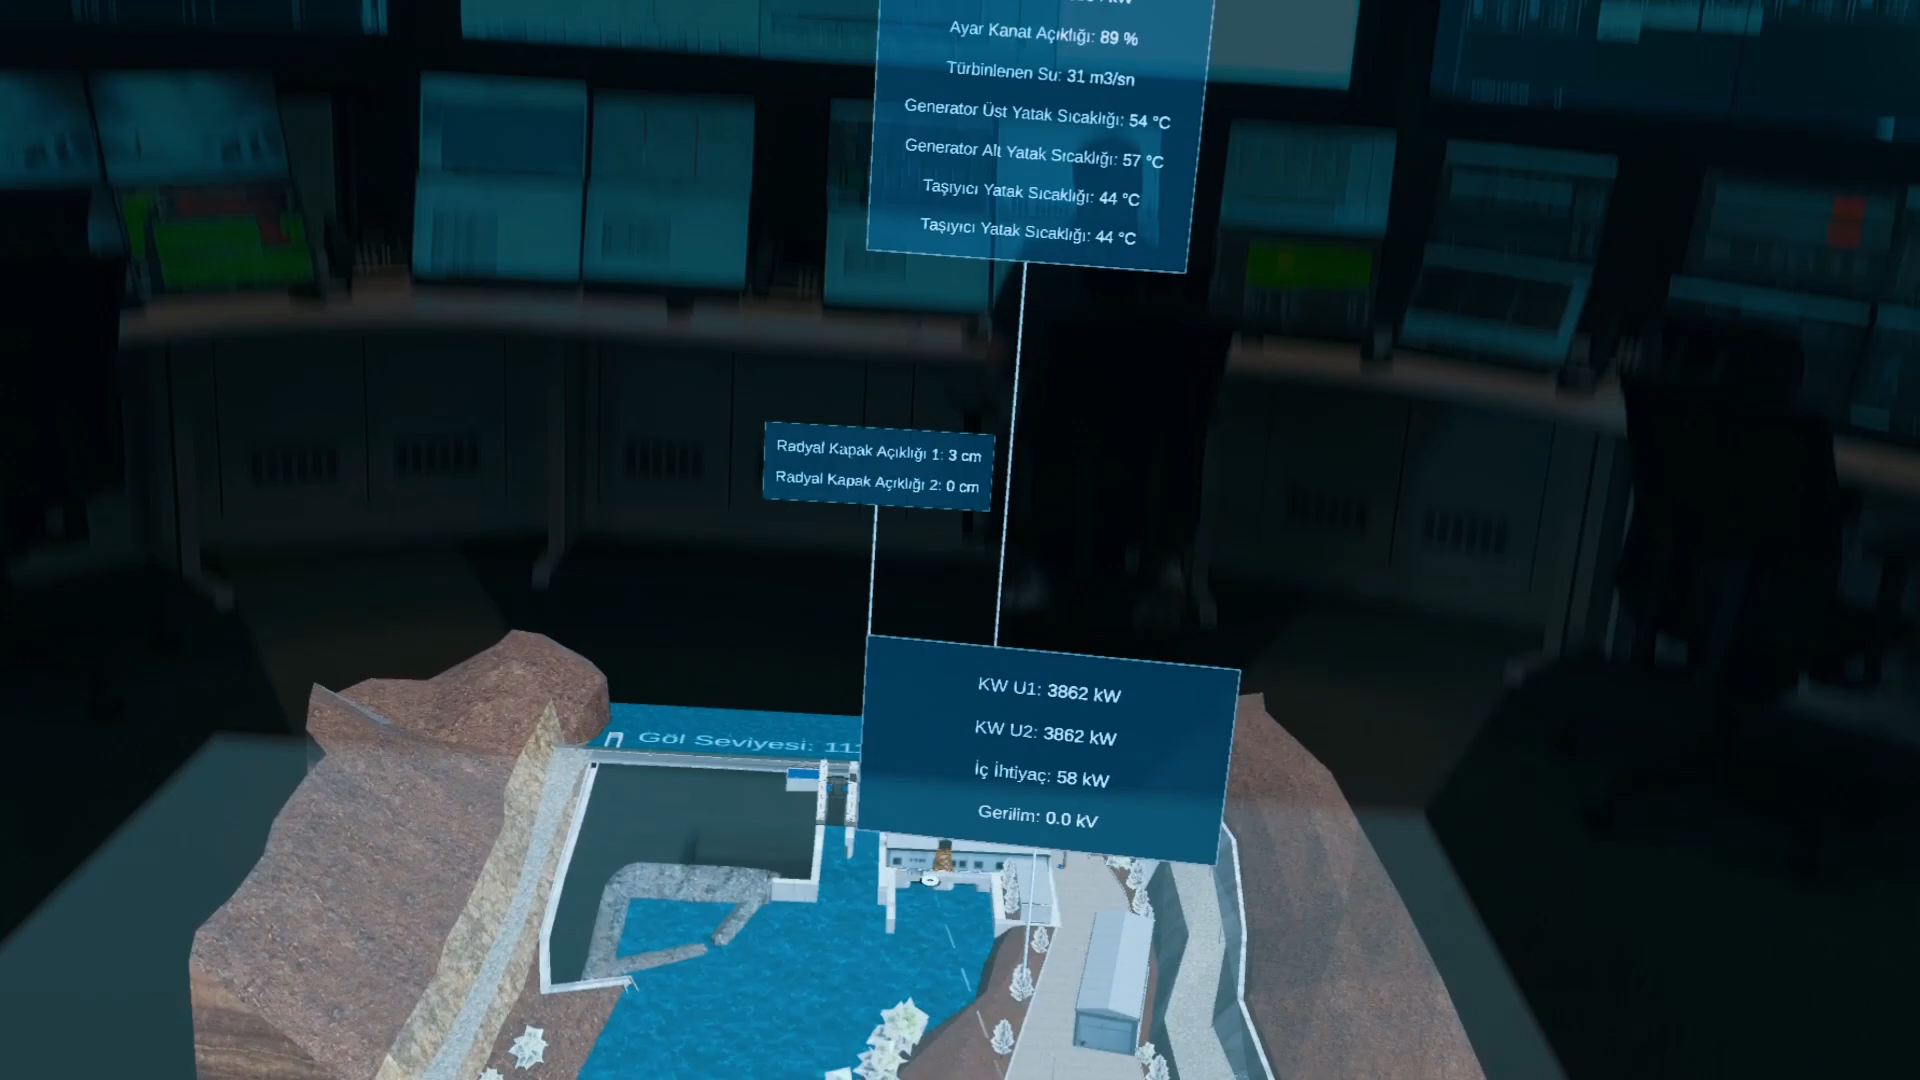 kW
Ayar Kanat Açıklığı: 89 %
Türbinlenen Su: 31 m3/sn
Generator Üst Yatak Sıcaklığı: 54 °C
Generator Alt Yatak Sıcaklığı: 57 °C
Taşıyıcı Yatak Sıcaklığı: 44 °C
Taşıyıcı Yatak Sıcaklığı: 44 °C
Radyal Kapak Açıklığı 1: 3 cm
Radyal Kapak Açıklığı 2: 0 cm
KW U1: 3862 kW
KW U2: 3862 kW
İç İhtiyaç: 58 kW
Gerilim: 0.0 kV
Göl Seviyesi: